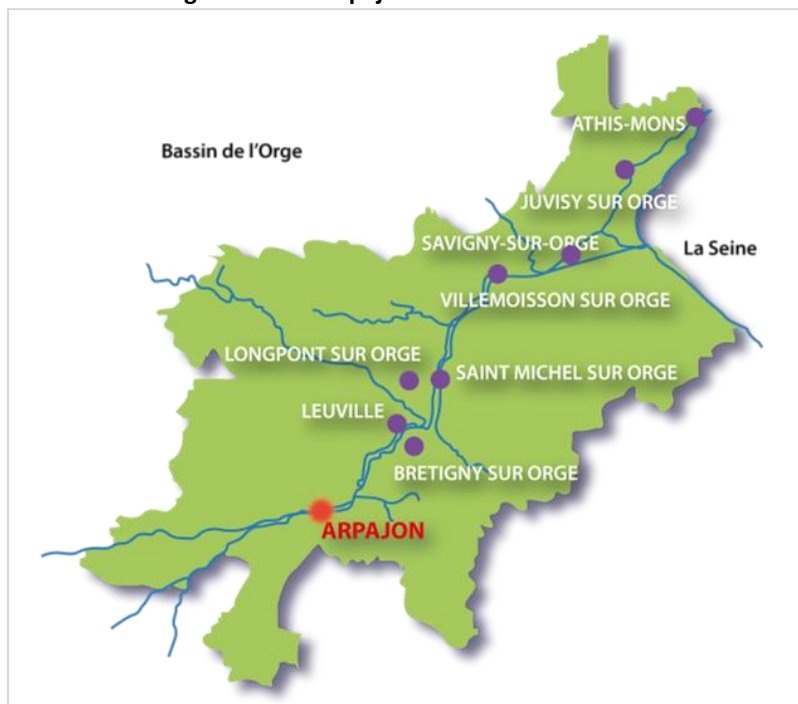 ATHIS-MONS
Bassin de l'Orge
JUVISY SUR ORGE
SAVIGNY-SUR-ORGE
La Seine
VILLEMOISSON SUR ORGE
LONGPONT SUR ORGE
SAINT MICHEL SUR ORGE
LEUVILLE
BRETIGNY SUR ORGE
ARPAJON